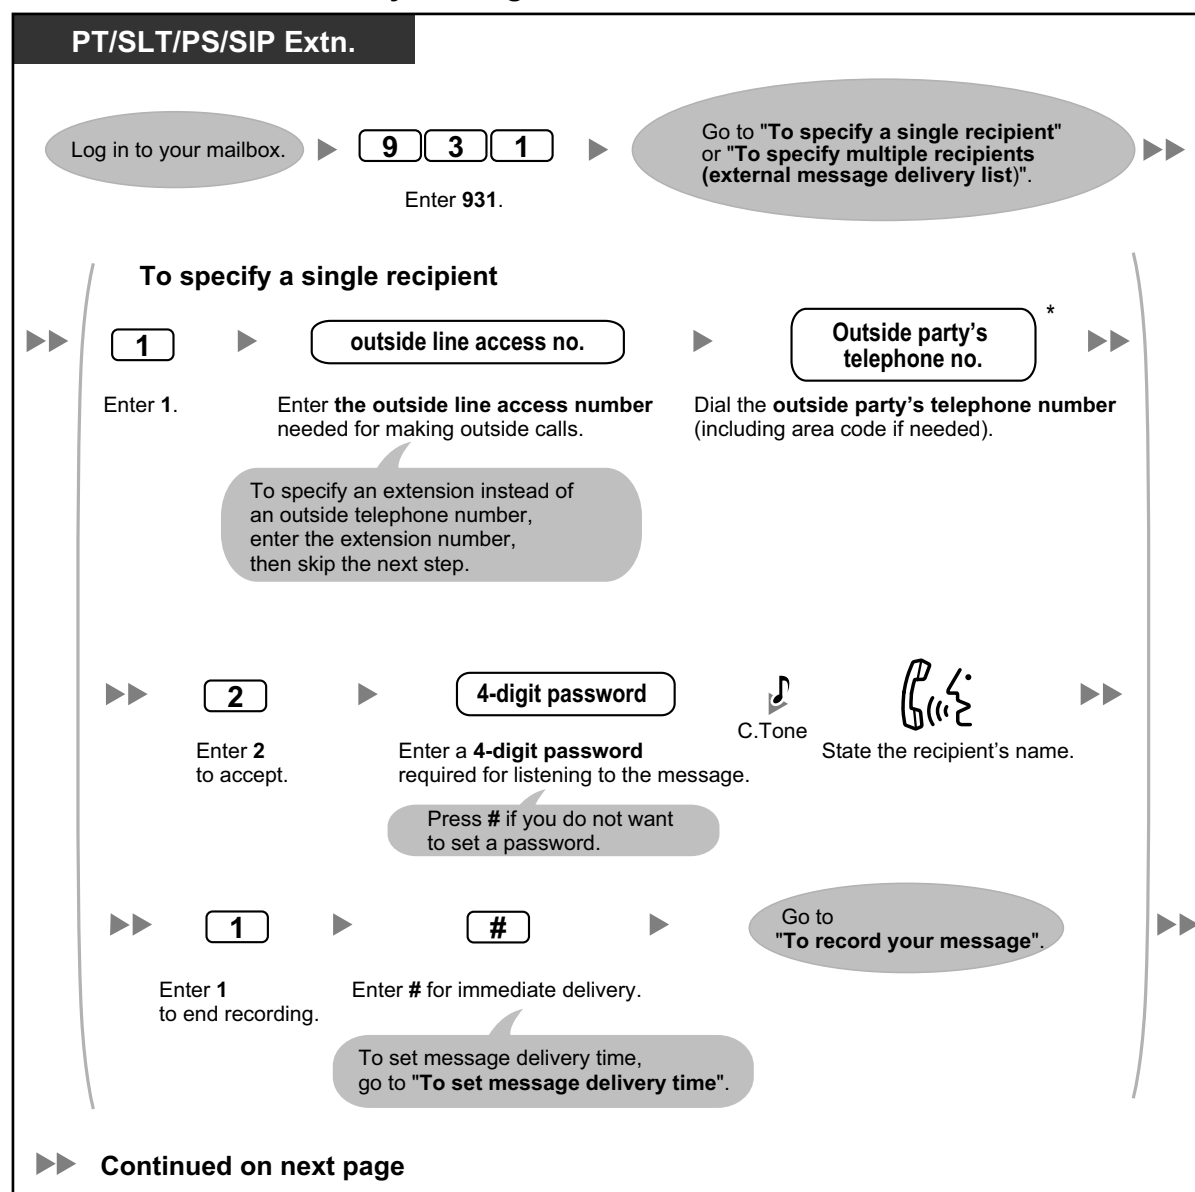 PT/SLT/PS/SIP Extn.
Log in to your mailbox.
9 3 1
Enter 931.
Go to "To specify a single recipient"
or "To specify multiple recipients
(external message delivery list)".
To specify a single recipient
1
Enter 1.
outside line access no.
Enter the outside line access number
needed for making outside calls.
To specify an extension instead of
an outside telephone number,
enter the extension number,
then skip the next step.
Outside party's
telephone no.
*
Dial the outside party's telephone number
(including area code if needed).
2
Enter 2
to accept.
4-digit password
Enter a 4-digit password
required for listening to the message.
Press # if you do not want
to set a password.
C.Tone
State the recipient's name.
1
Enter 1
to end recording.
#
Enter # for immediate delivery.
To set message delivery time,
go to "To set message delivery time".
Go to
"To record your message".
Continued on next page